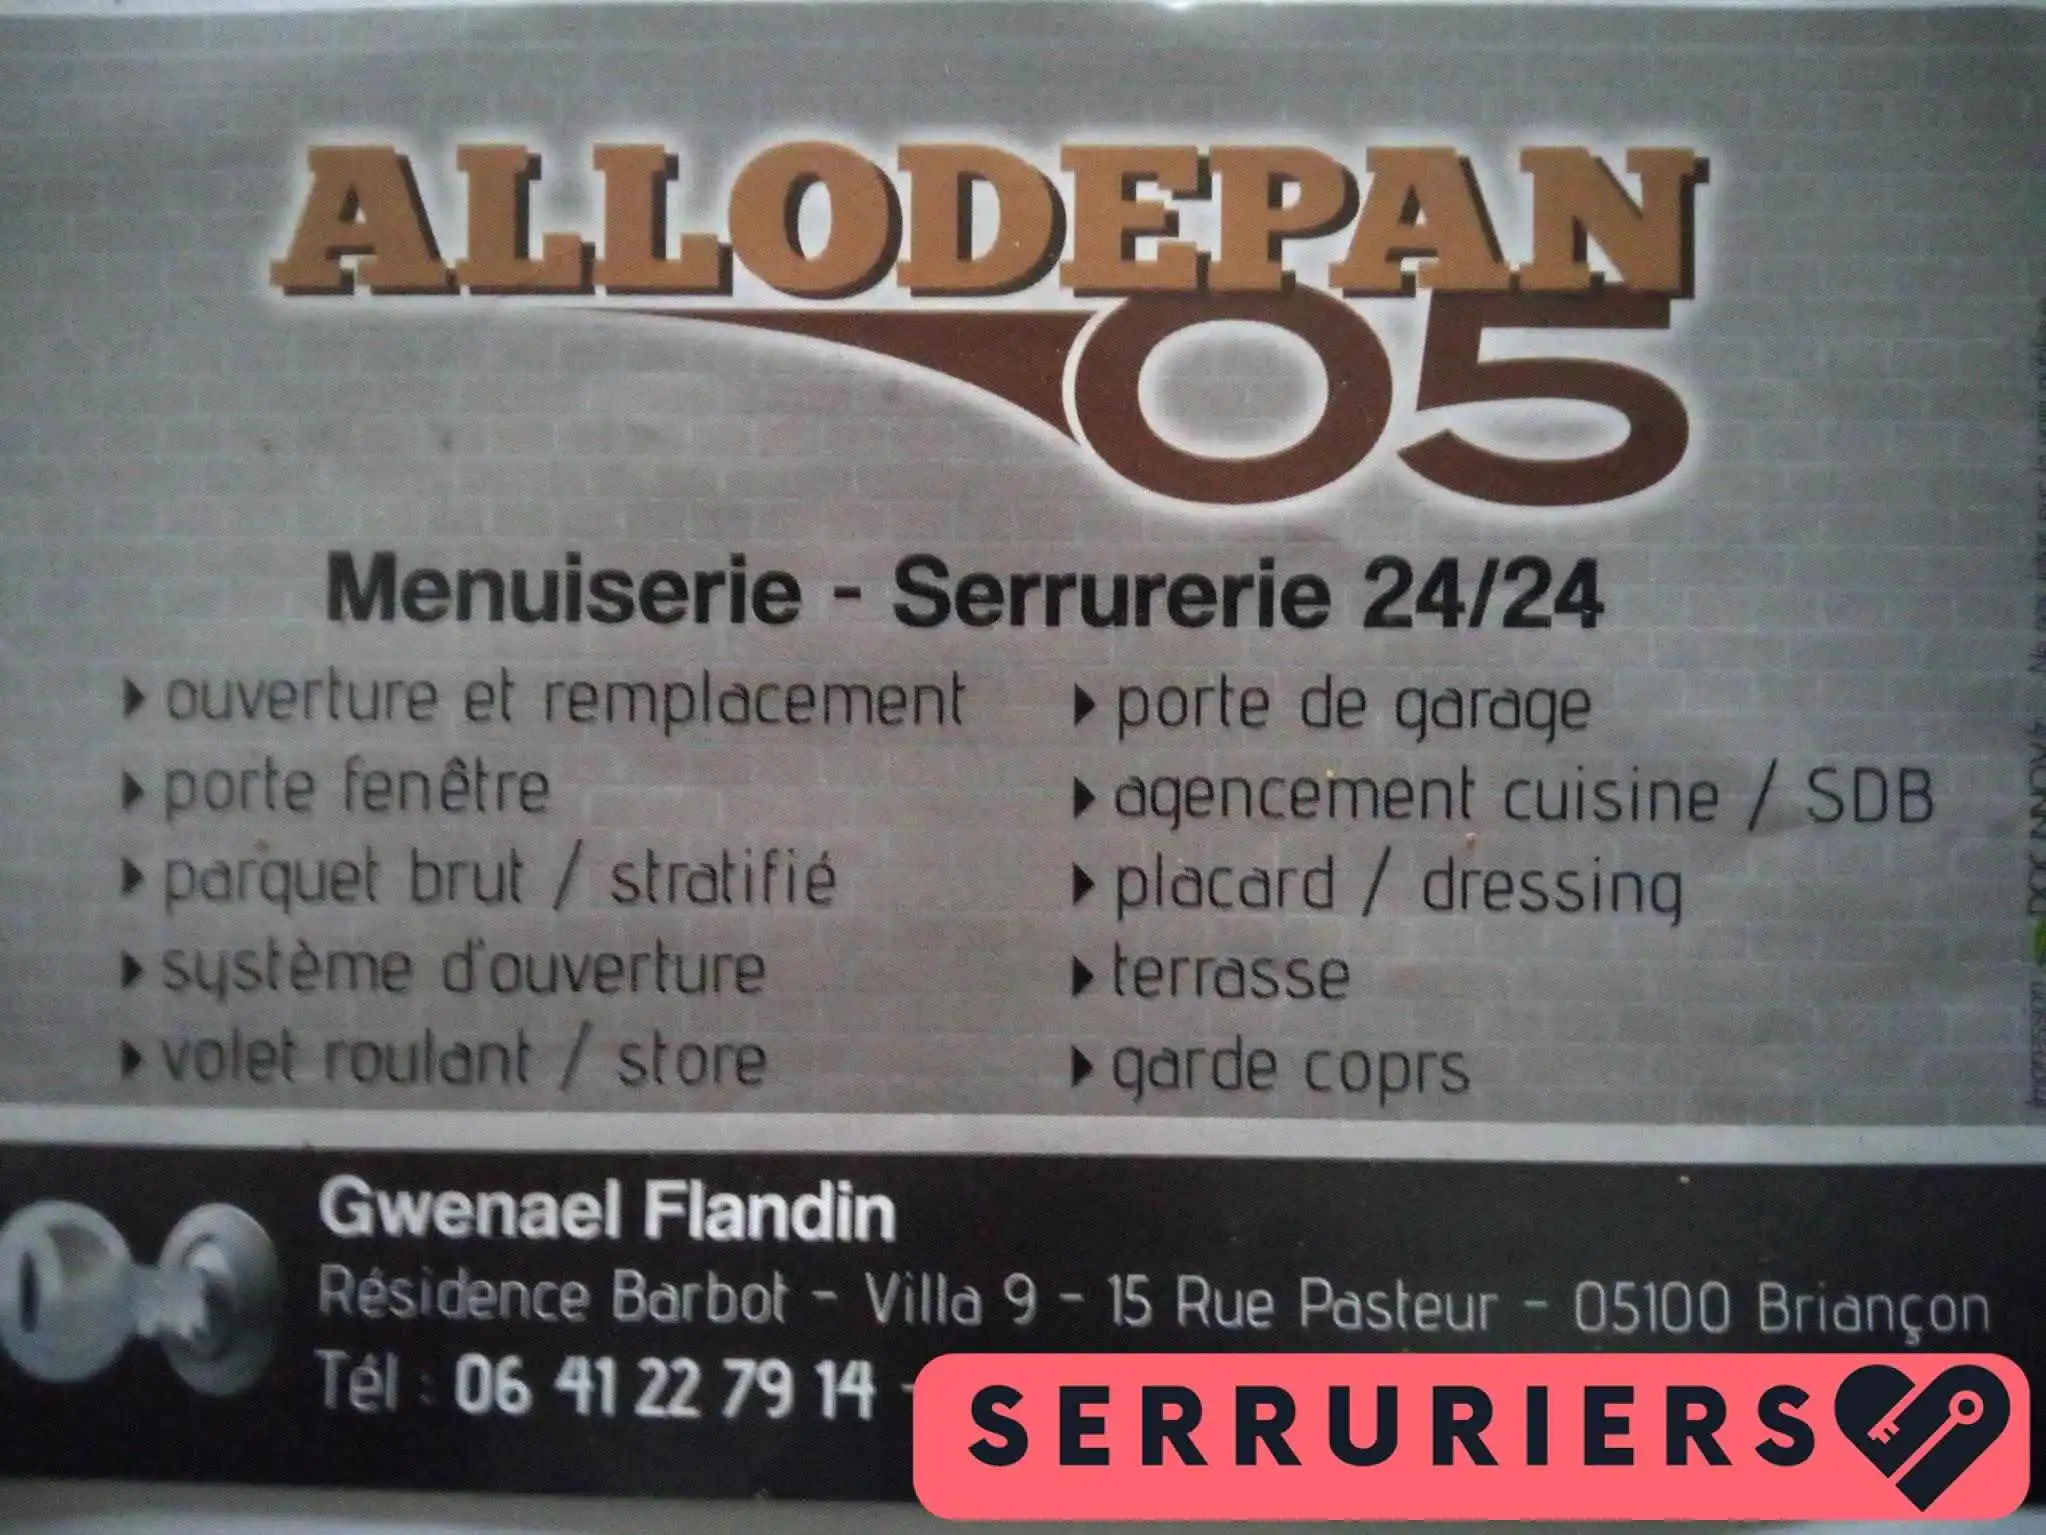 ALLODEPAN
05
Menuiserie - Serrurerie 24/24
ouverture et remplacement
porte fenêtre
parquet brut / stratifié
système d'ouverture
volet roulant / store
porte de garage
agencement cuisine / SDB
placard / dressing
terrasse
garde coprs
Gwenael Flandin
Résidence Barbot - Villa 9 - 15 Rue Pasteur - 05100 Briançon
Tél : 06 41 22 79 14 -
SERRURIERS